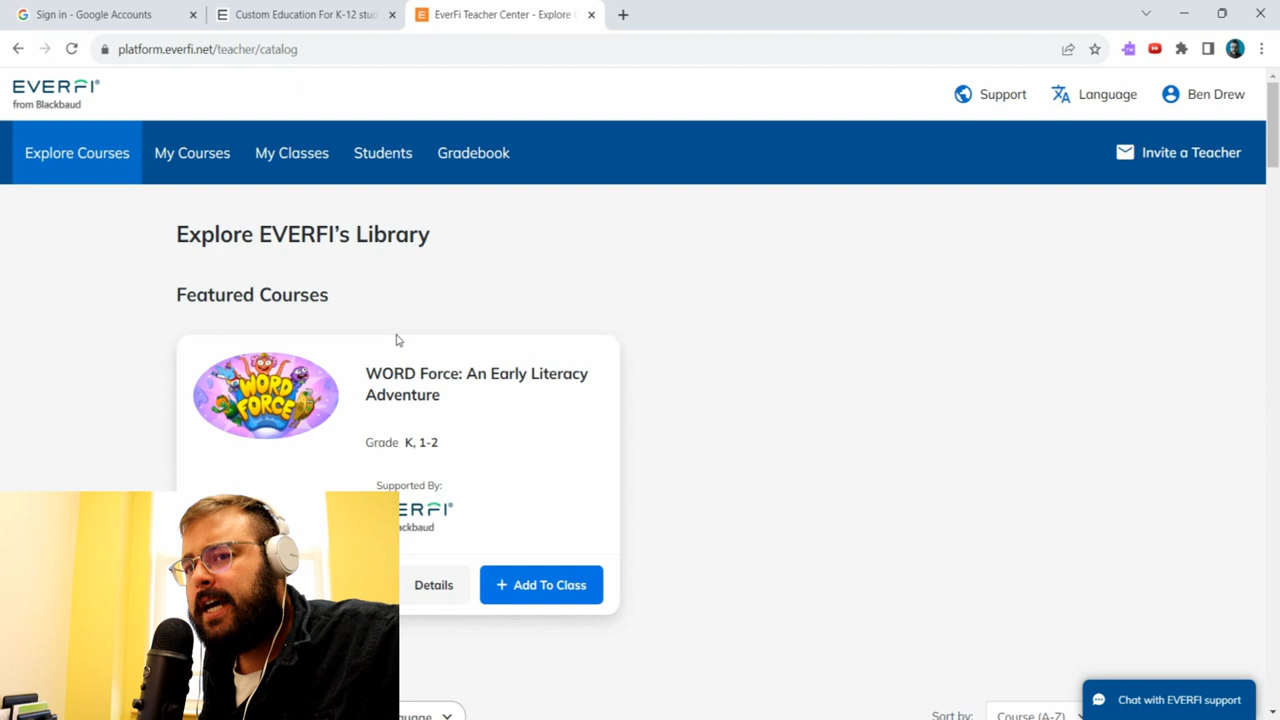 Sign in - Google Accounts
Custom Education For K-12 stud
EverFi Teacher Center - Explore C
platform.everfi.net/teacher/catalog
EVERFI®
from Blackbaud
Support
Language
Ben Drew
Explore Courses
My Courses
My Classes
Students
Gradebook
Invite a Teacher
Explore EVERFI's Library
Featured Courses
WORD FORCE
WORD Force: An Early Literacy
Adventure
Grade K, 1-2
Supported By:
ERFI®
ackbaud
Details
+ Add To Class
guage
Sort by:
Course (A-Z)
Chat with EVERFI support